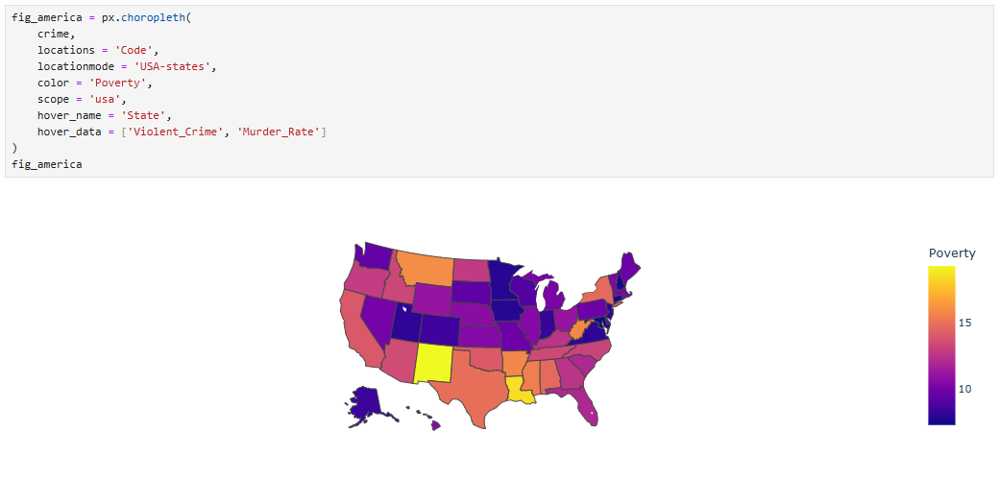 fig_america = px.choropleth(
    crime,
    locations = 'Code',
    locationmode = 'USA-states',
    color = 'Poverty',
    scope = 'usa',
    hover_name = 'State',
    hover_data = ['Violent_Crime', 'Murder_Rate']
)
fig_america
Poverty
15
10